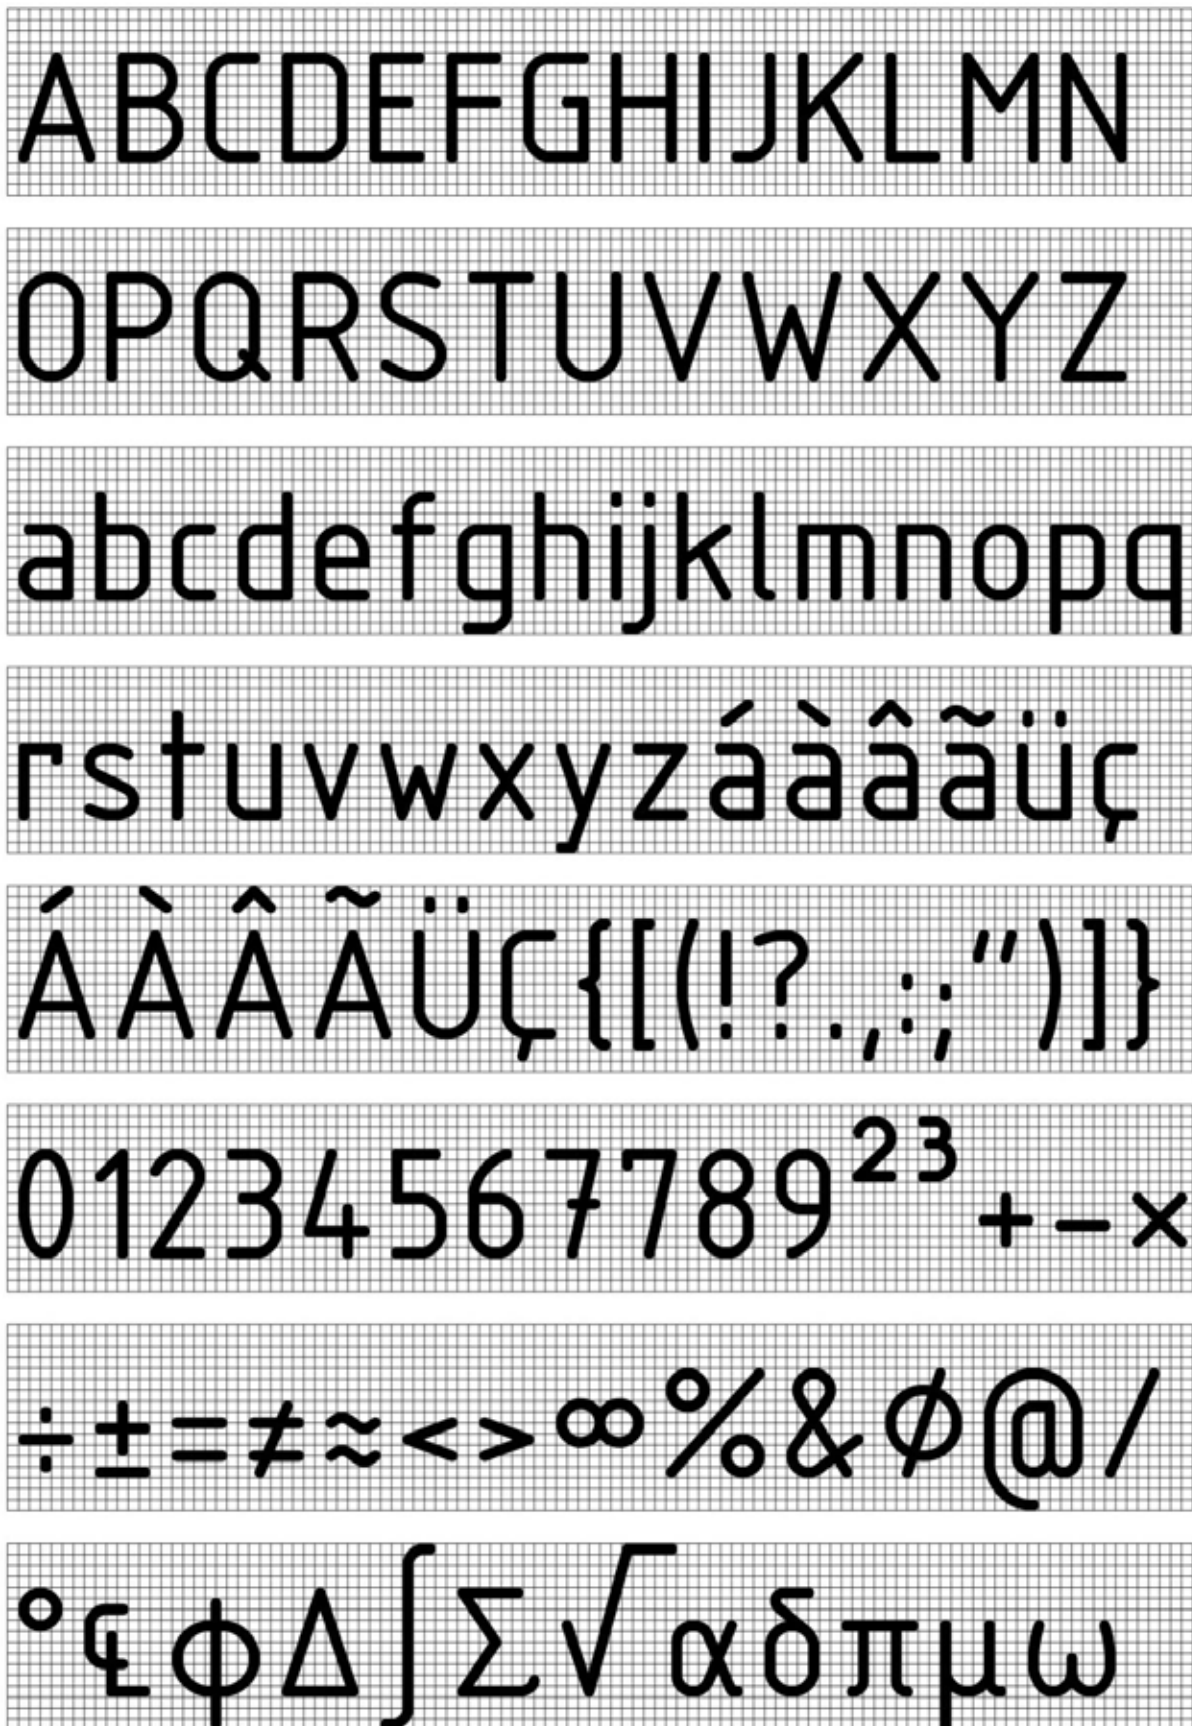 ABCDEFGHIJKLMN
OPQRSTUVWXYZ
abcdefghijklmnopq
rstuvwxyzáàâãüç
ÁÀÂÃÜÇ{[(!?.,:;")]}
01234567789²³+−×
÷±=≠≈<>∞%&Ø@/
°℄ϕΔ∫Σ√αδπμω